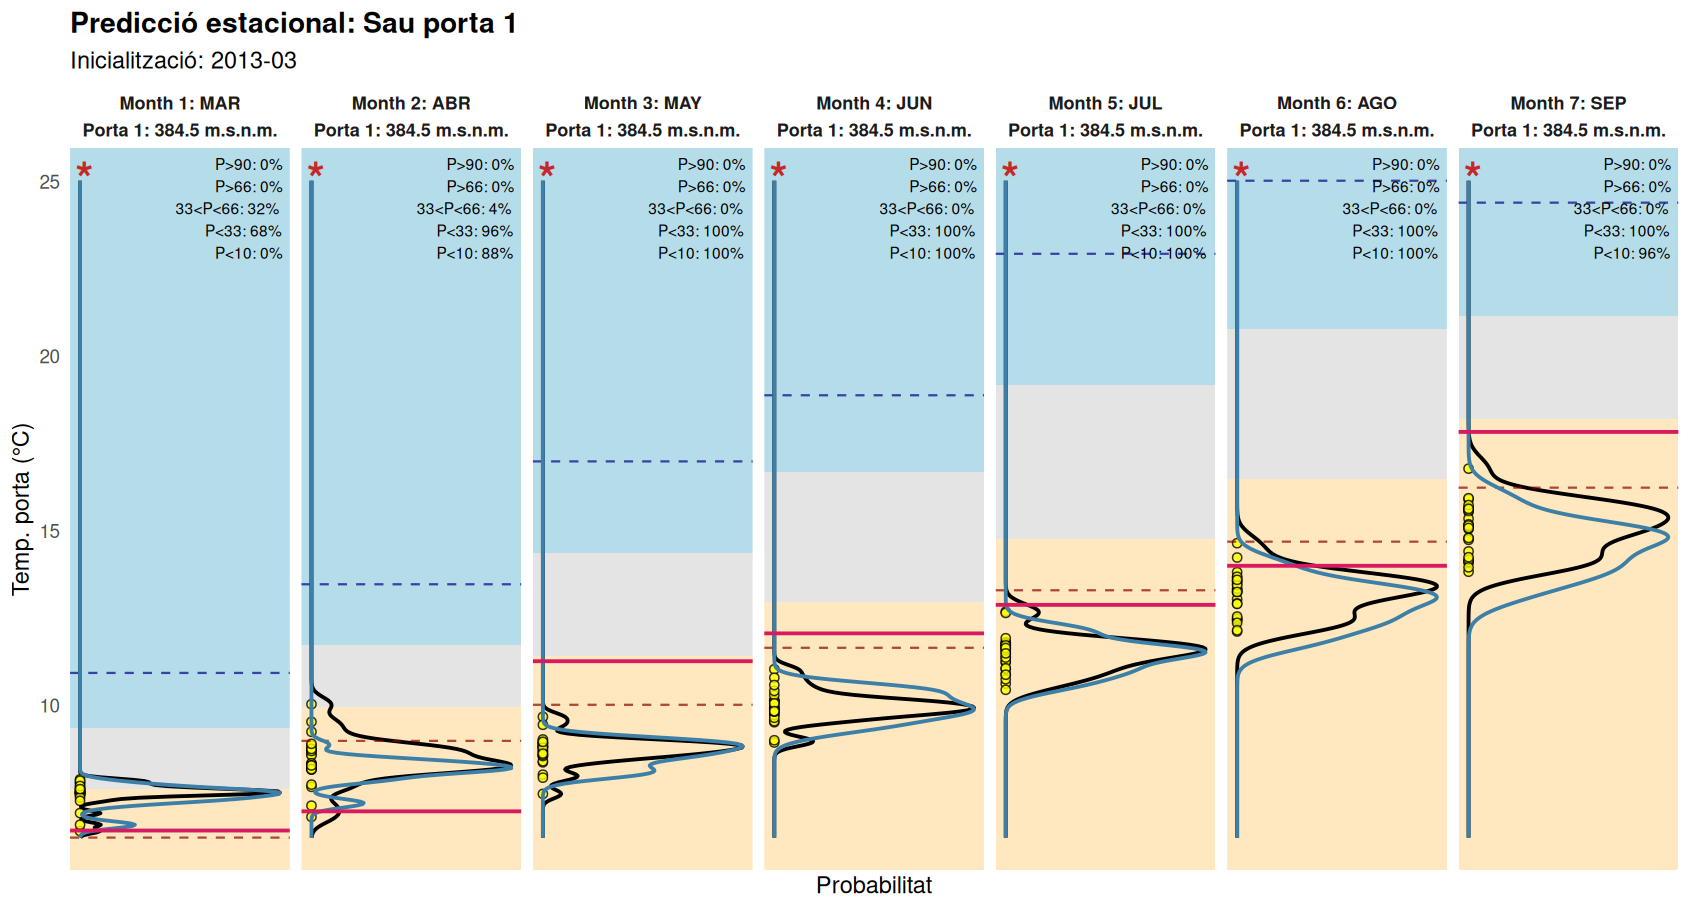 Predicció estacional: Sau porta 1
Inicialització: 2013-03
Month 1: MAR
Porta 1: 384.5 m.s.n.m.
Month 2: ABR
Porta 1: 384.5 m.s.n.m.
Month 3: MAY
Porta 1: 384.5 m.s.n.m.
Month 4: JUN
Porta 1: 384.5 m.s.n.m.
Month 5: JUL
Porta 1: 384.5 m.s.n.m.
Month 6: AGO
Porta 1: 384.5 m.s.n.m.
Month 7: SEP
Porta 1: 384.5 m.s.n.m.
*
P>90: 0%
P>66: 0%
33<P<66: 32%
P<33: 68%
P<10: 0%
*
P>90: 0%
P>66: 0%
33<P<66: 4%
P<33: 96%
P<10: 88%
*
P>90: 0%
P>66: 0%
33<P<66: 0%
P<33: 100%
P<10: 100%
*
P>90: 0%
P>66: 0%
33<P<66: 0%
P<33: 100%
P<10: 100%
*
P>90: 0%
P>66: 0%
33<P<66: 0%
P<33: 100%
P<10: 100%
*
P>90: 0%
P>66: 0%
33<P<66: 0%
P<33: 100%
P<10: 100%
*
P>90: 0%
P>66: 0%
33<P<66: 0%
P<33: 100%
P<10: 96%
25
20
15
10
Temp. porta (°C)
Probabilitat